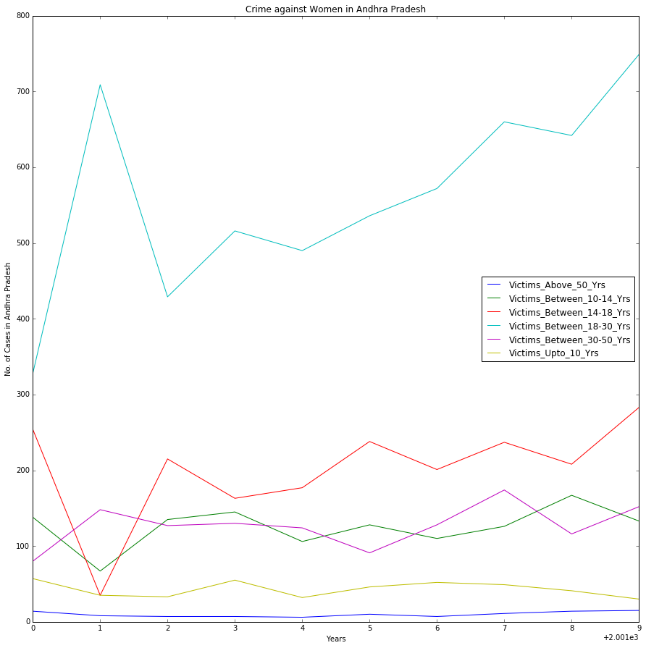 Crime against Women in Andhra Pradesh
800
700
600
500
400
300
200
100
0
No. of Cases in Andhra Pradesh
Victims_Above_50_Yrs
Victims_Between_10-14_Yrs
Victims_Between_14-18_Yrs
Victims_Between_18-30_Yrs
Victims_Between_30-50_Yrs
Victims_Upto_10_Yrs
0 1 2 3 4 5 6 7 8 9
Years
+2.001e3